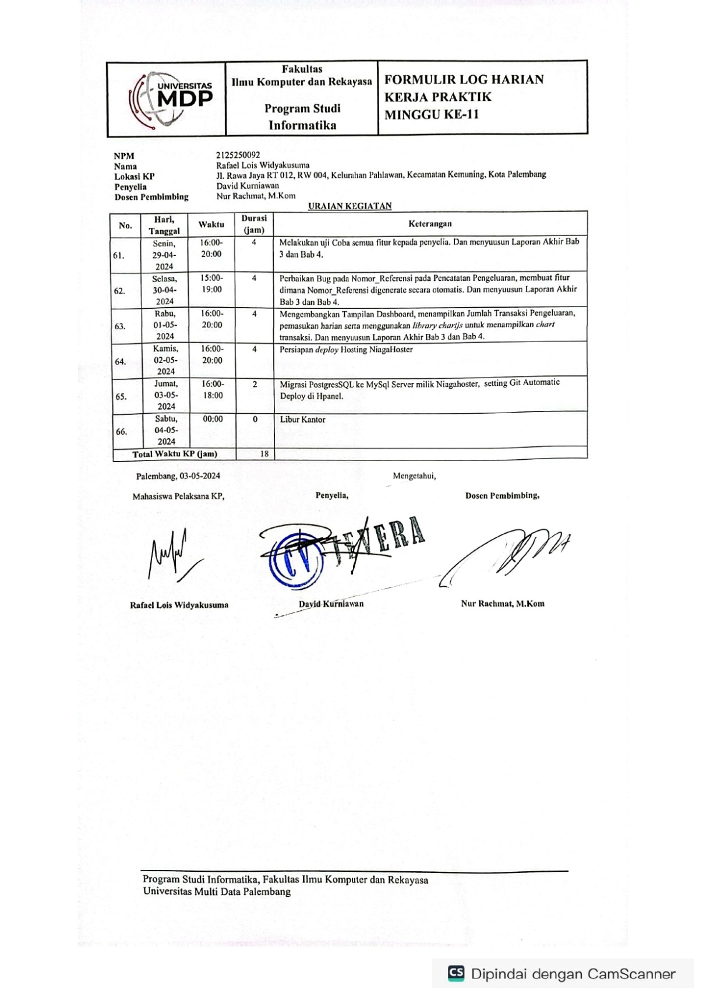 UNIVERSITAS
MDP
Fakultas
Ilmu Komputer dan Rekayasa
Program Studi
Informatika
FORMULIR LOG HARIAN
KERJA PRAKTIK
MINGGU KE-11
NPM 2125250092
Nama Rafael Lois Widyakusuma
Lokasi KP Jl. Rawa Jaya RT 012, RW 004, Kelurahan Pahlawan, Kecamatan Kemuning, Kota Palembang
Penyelia David Kurniawan
Dosen Pembimbing Nur Rachmat, M.Kom
URAIAN KEGIATAN
No. Hari, Tanggal Waktu Durasi (jam) Keterangan
61. Senin, 29-04-2024 16:00-20:00 4 Melakukan uji Coba semua fitur kepada penyelia. Dan menyuusun Laporan Akhir Bab
3 dan Bab 4.
62. Selasa, 30-04-2024 15:00-19:00 4 Perbaikan Bug pada Nomor_Referensi pada Pencatatan Pengeluaran, membuat fitur
dimana Nomor_Referensi digenerate secara otomatis. Dan menyuusun Laporan Akhir
Bab 3 dan Bab 4.
63. Rabu, 01-05-2024 16:00-20:00 4 Mengembangkan Tampilan Dashboard, menampilkan Jumlah Transaksi Pengeluaran,
pemasukan harian serta menggunakan library chartjs untuk menampilkan chart
transaksi. Dan menyuusun Laporan Akhir Bab 3 dan Bab 4.
64. Kamis, 02-05-2024 16:00-20:00 4 Persiapan deploy Hosting NiagaHoster
65. Jumat, 03-05-2024 16:00-18:00 2 Migrasi PostgresSQL ke MySql Server milik Niagahoster, setting Git Automatic
Deploy di Hpanel.
66. Sabtu, 04-05-2024 00:00 0 Libur Kantor
Total Waktu KP (jam) 18
Palembang, 03-05-2024 Mengetahui,
Mahasiswa Pelaksana KP, Penyelia, Dosen Pembimbing,
CV TENERA
Rafael Lois Widyakusuma David Kurniawan Nur Rachmat, M.Kom
Program Studi Informatika, Fakultas Ilmu Komputer dan Rekayasa
Universitas Multi Data Palembang
CS Dipindai dengan CamScanner